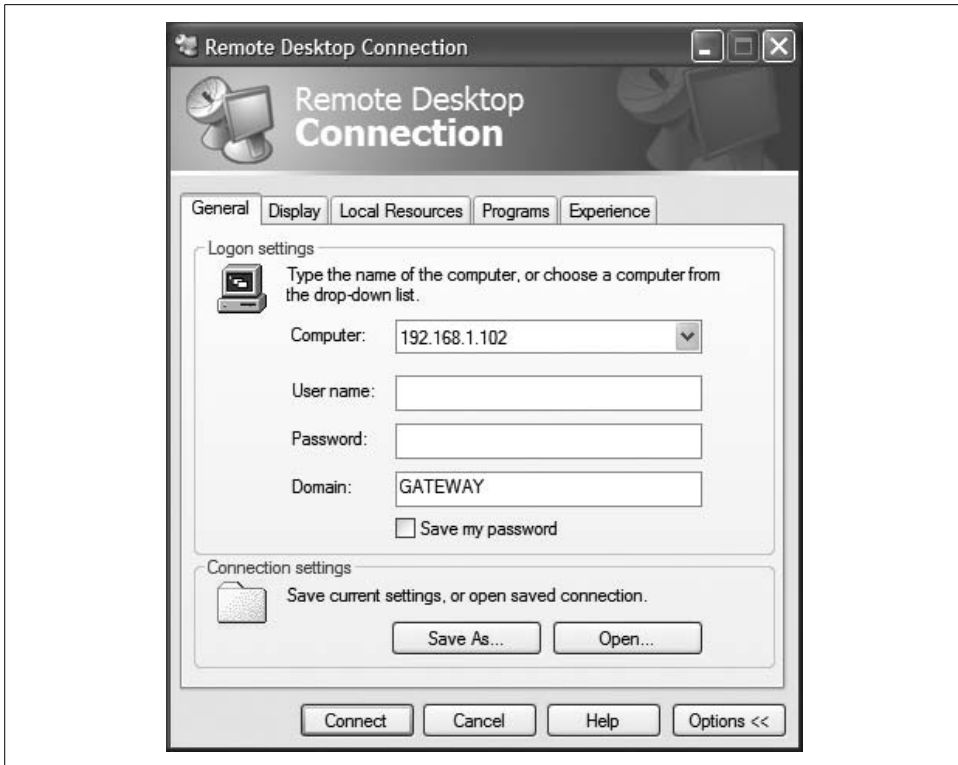 Remote Desktop Connection
Remote Desktop
Connection
General Display Local Resources Programs Experience
Logon settings
Type the name of the computer, or choose a computer from
the drop-down list.
Computer: 192.168.1.102
User name:
Password:
Domain: GATEWAY
Save my password
Connection settings
Save current settings, or open saved connection.
Save As... Open...
Connect Cancel Help Options <<